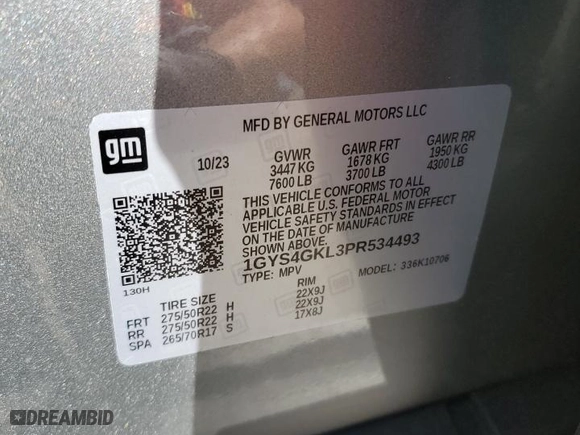 MFD BY GENERAL MOTORS LLC
gm
10/23 GVWR GAWR FRT GAWR RR
3447 KG 1678 KG 1950 KG
7600 LB 3700 LB 4300 LB
THIS VEHICLE CONFORMS TO ALL
APPLICABLE U.S. FEDERAL MOTOR
VEHICLE SAFETY STANDARDS IN EFFECT
ON THE DATE OF MANUFACTURE
SHOWN ABOVE.
1GYS4GKL3PR534493
TYPE: MPV MODEL: 336K10706
130H
TIRE SIZE RIM
FRT 275/50R22 H 22X9J
RR 275/50R22 H 22X9J
SPA 265/70R17 S 17X8J
DREAMBID